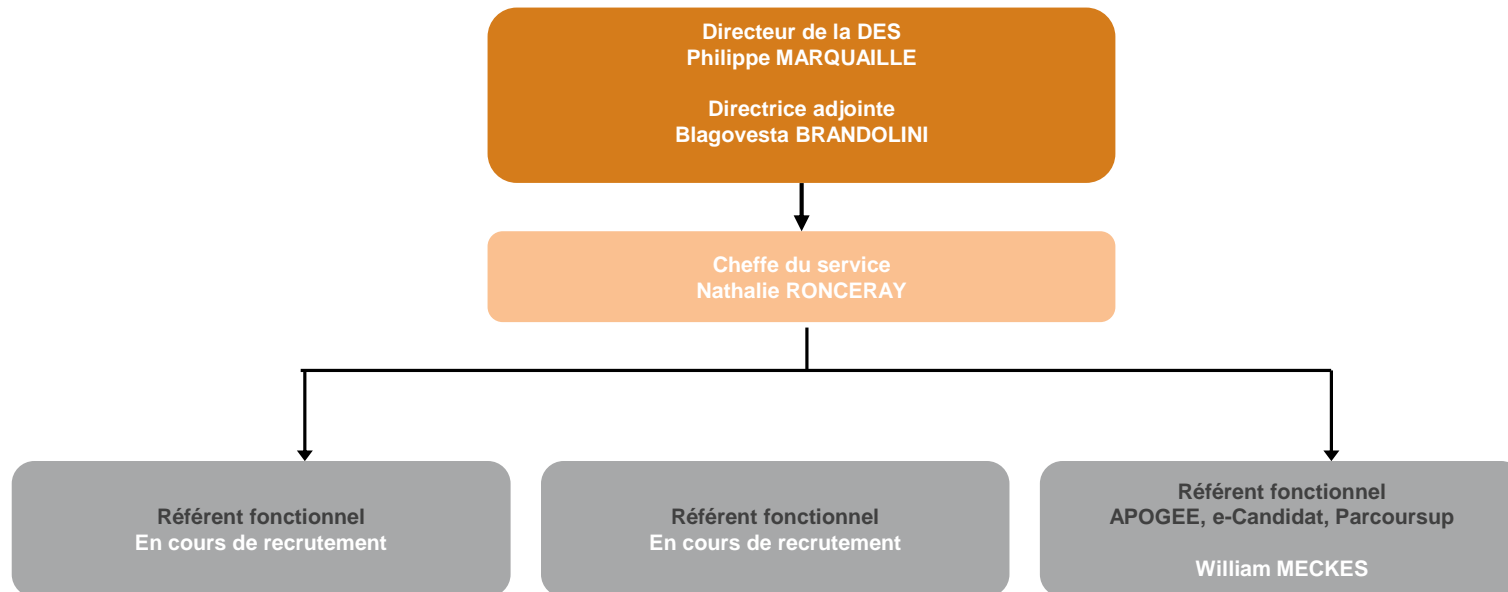 Directeur de la DES
Philippe MARQUAILLE
Directrice adjointe
Blagovesta BRANDOLINI
Cheffe du service
Nathalie RONCERAY
Référent fonctionnel
En cours de recrutement
Référent fonctionnel
En cours de recrutement
Référent fonctionnel
APOGEE, e-Candidat, Parcoursup
William MECKES